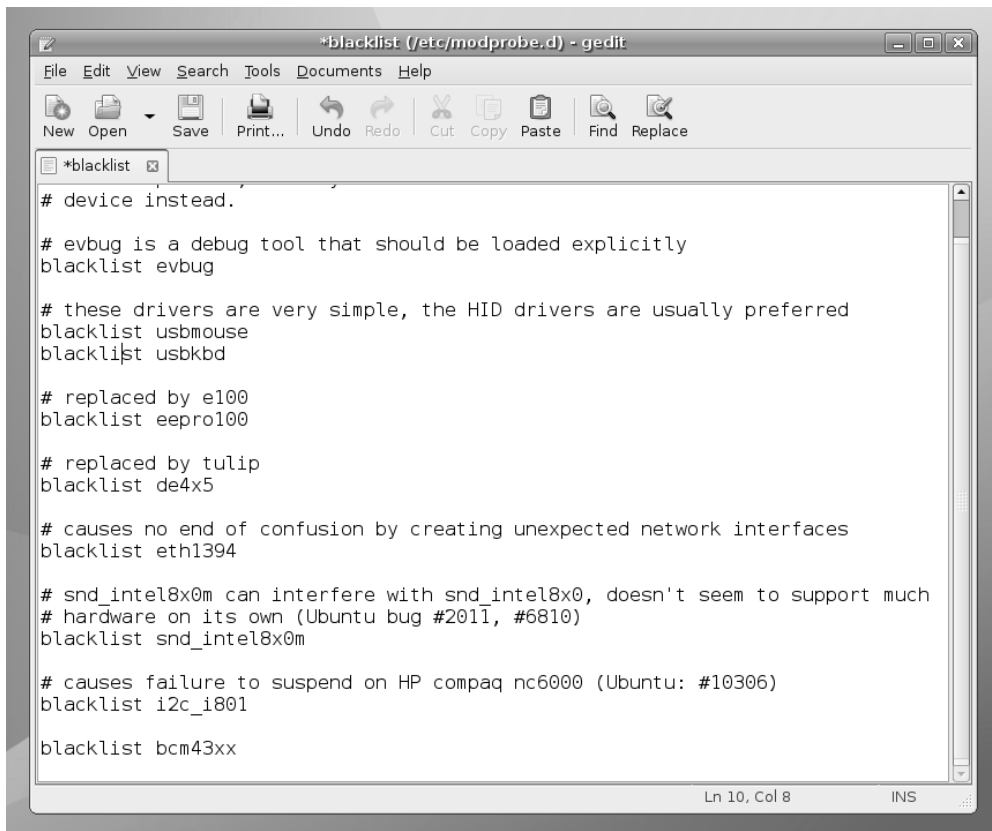 *blacklist (/etc/modprobe.d) - gedit
File Edit View Search Tools Documents Help
New Open Save Print... Undo Redo Cut Copy Paste Find Replace
*blacklist
# device instead.
# evbug is a debug tool that should be loaded explicitly
blacklist evbug
# these drivers are very simple, the HID drivers are usually preferred
blacklist usbmouse
blacklist usbkbd
# replaced by e100
blacklist eepro100
# replaced by tulip
blacklist de4x5
# causes no end of confusion by creating unexpected network interfaces
blacklist eth1394
# snd_intel8x0m can interfere with snd_intel8x0, doesn't seem to support much
# hardware on its own (Ubuntu bug #2011, #6810)
blacklist snd_intel8x0m
# causes failure to suspend on HP compaq nc6000 (Ubuntu: #10306)
blacklist i2c_i801
blacklist bcm43xx
Ln 10, Col 8 INS